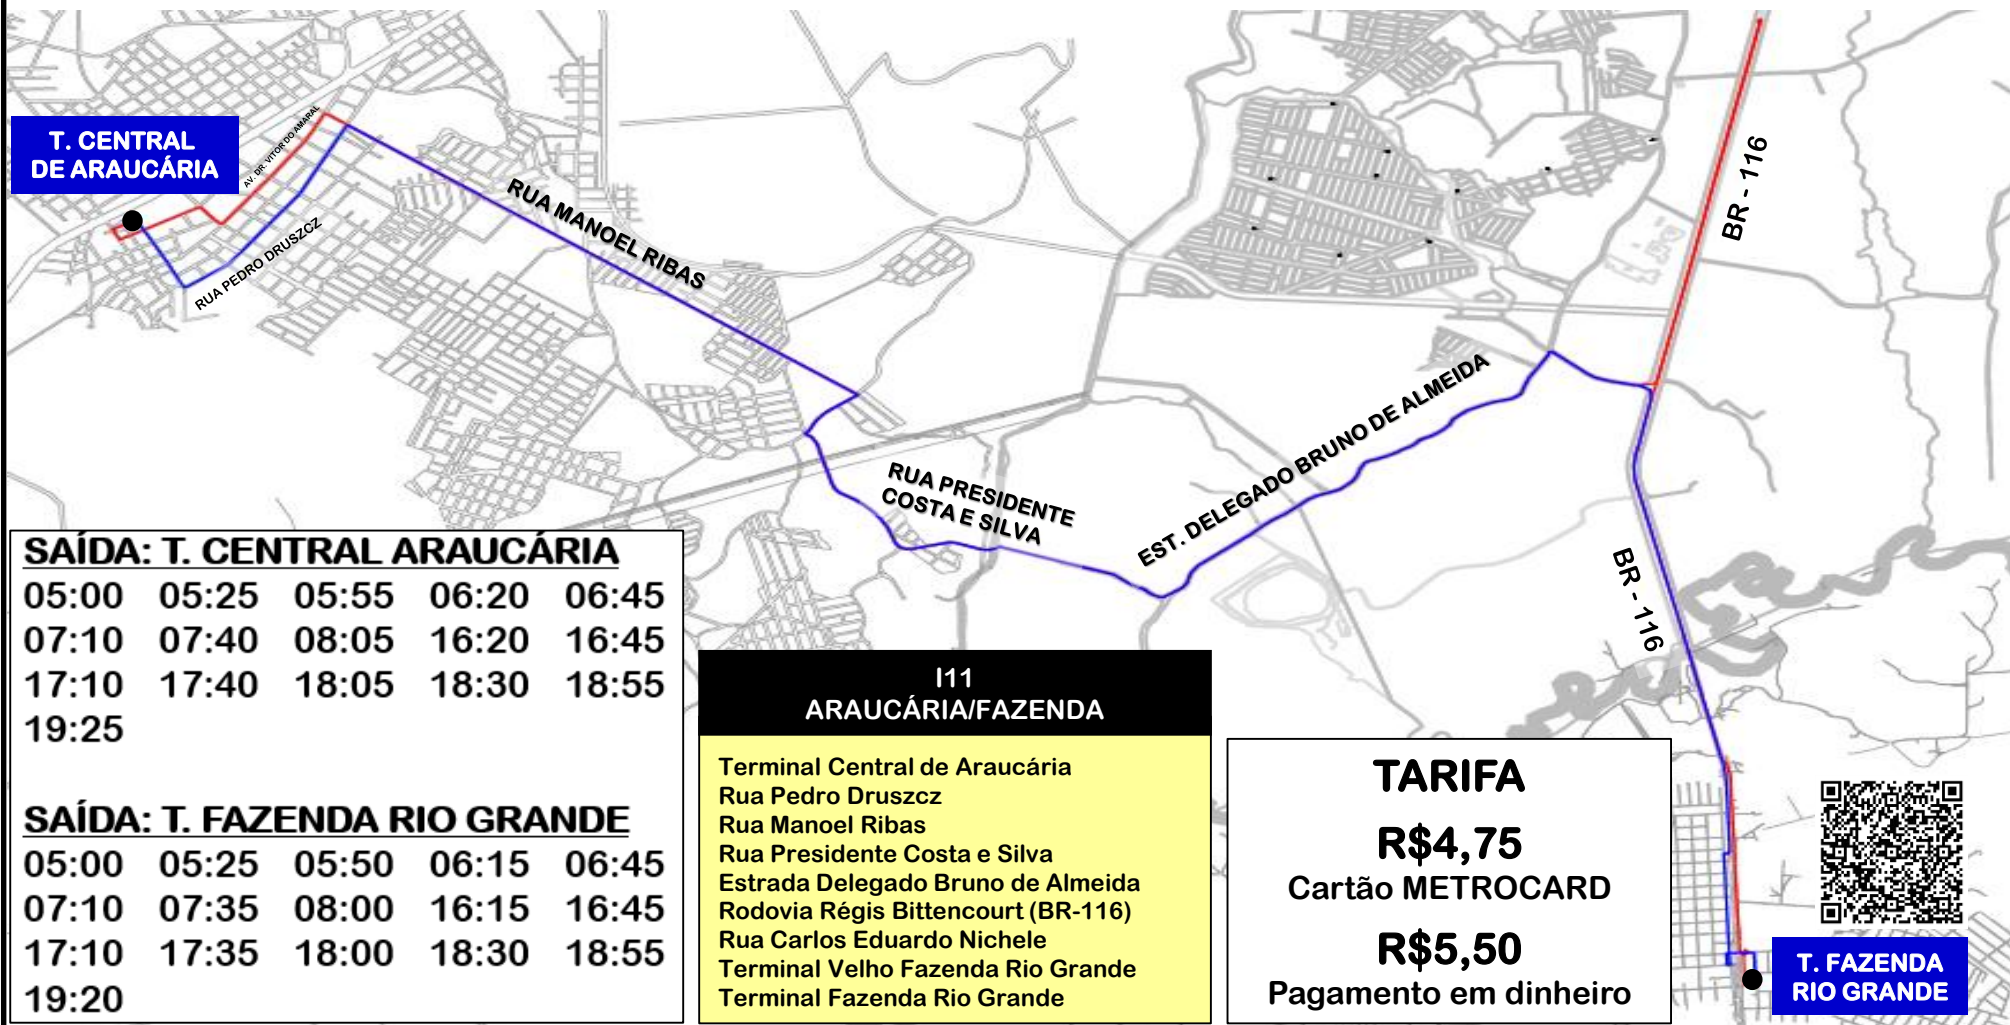 T. CENTRAL
DE ARAUCÁRIA
AV. DR. VITOR DO AMARAL
RUA PEDRO DRUSZCZ
RUA MANOEL RIBAS
RUA PRESIDENTE
COSTA E SILVA
EST. DELEGADO BRUNO DE ALMEIDA
BR - 116
BR - 116
SAÍDA: T. CENTRAL ARAUCÁRIA
05:00 05:25 05:55 06:20 06:45
07:10 07:40 08:05 16:20 16:45
17:10 17:40 18:05 18:30 18:55
19:25
SAÍDA: T. FAZENDA RIO GRANDE
05:00 05:25 05:50 06:15 06:45
07:10 07:35 08:00 16:15 16:45
17:10 17:35 18:00 18:30 18:55
19:20
I11
ARAUCÁRIA/FAZENDA
Terminal Central de Araucária
Rua Pedro Druszcz
Rua Manoel Ribas
Rua Presidente Costa e Silva
Estrada Delegado Bruno de Almeida
Rodovia Régis Bittencourt (BR-116)
Rua Carlos Eduardo Nichele
Terminal Velho Fazenda Rio Grande
Terminal Fazenda Rio Grande
TARIFA
R$4,75
Cartão METROCARD
R$5,50
Pagamento em dinheiro
T. FAZENDA
RIO GRANDE